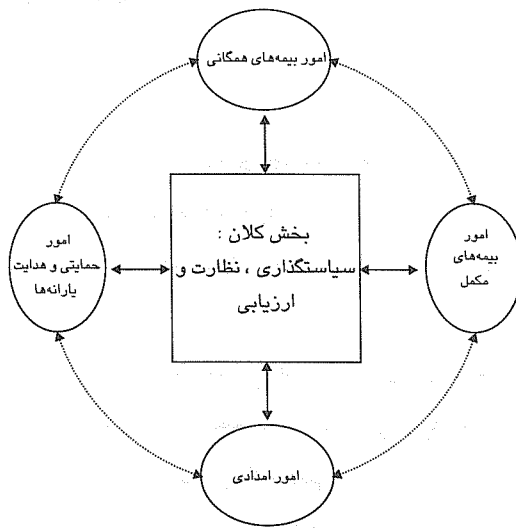 امور بیمه‌های همگانی
امور
بیمه‌های
مکمل
بخش کلان :
سیاستگذاری ، نظارت و
ارزیابی
امور
حمایتی و هدایت
یارانه‌ها
امور امدادی